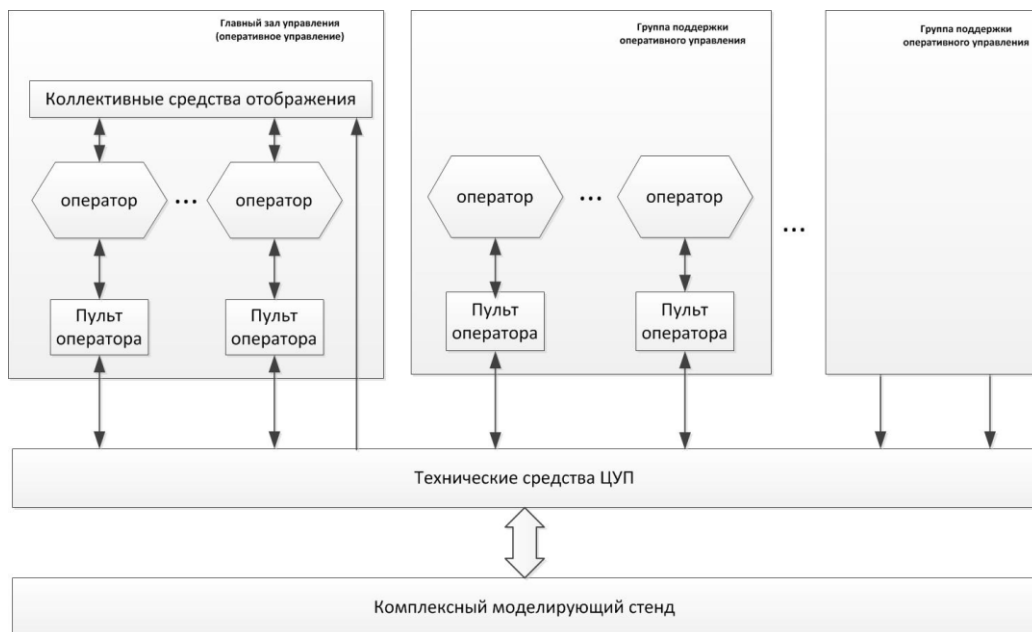 Главный зал управления
(оперативное управление)
Группа поддержки
оперативного управления
Группа поддержки
оперативного управления
Коллективные средства отображения
оператор
...
оператор
оператор
...
оператор
...
Пульт
оператора
Пульт
оператора
Пульт
оператора
Пульт
оператора
Технические средства ЦУП
Комплексный моделирующий стенд